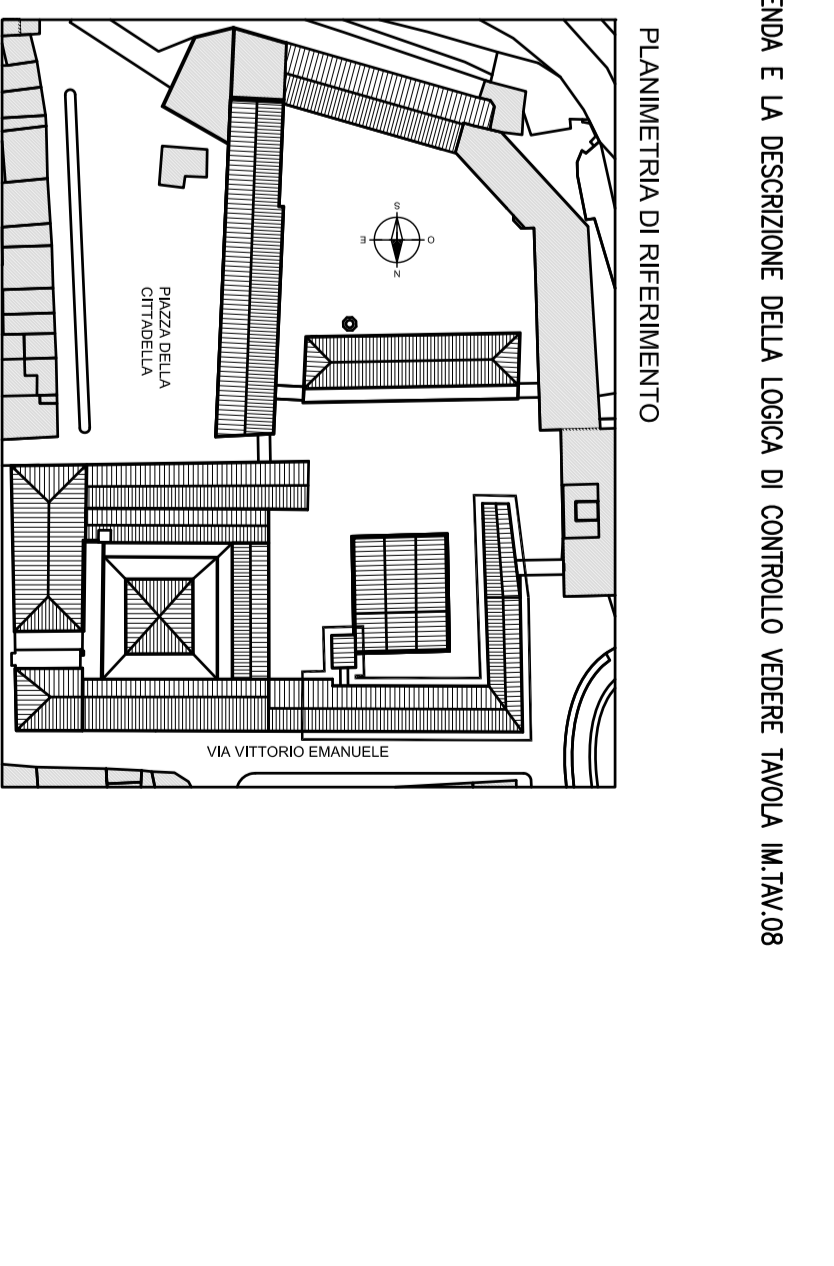 ENDA E LA DESCRIZIONE DELLA LOGICA DI CONTROLLO VEDERE TAVOLA IM.TAV.08
PLANIMETRIA DI RIFERIMENTO
S
E
O
N
PIAZZA DELLA
CITTADELLA
VIA VITTORIO EMANUELE